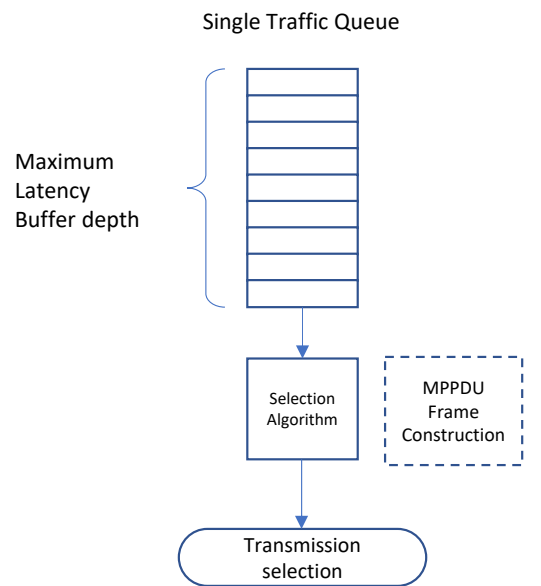 Single Traffic Queue
Maximum
Latency
Buffer depth
Selection
Algorithm
MPPDU
Frame
Construction
Transmission
selection